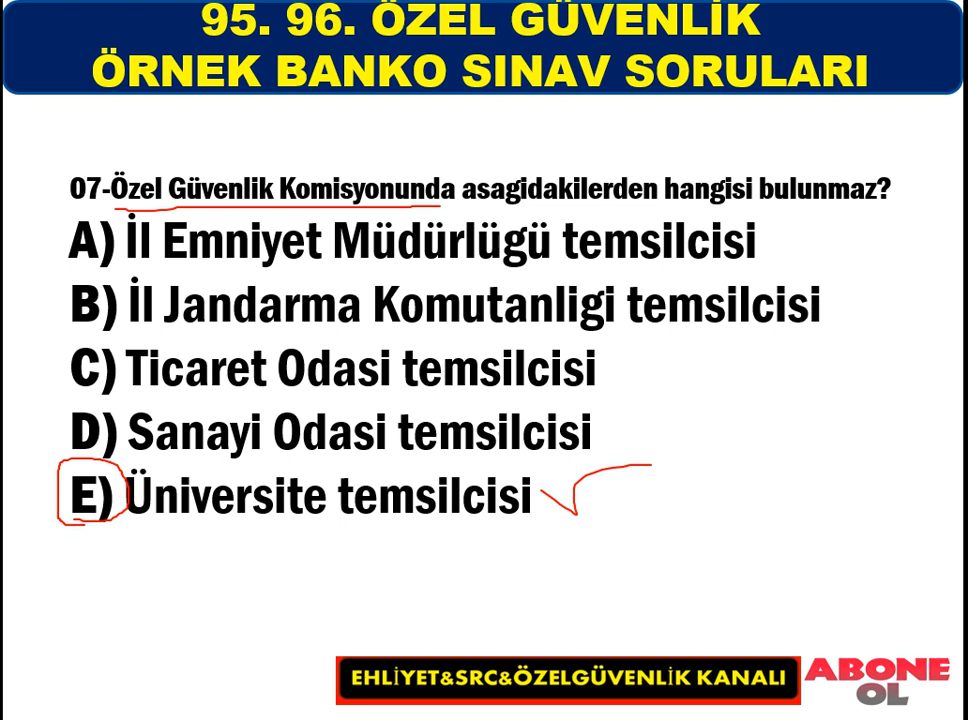 95. 96. ÖZEL GÜVENLİK
ÖRNEK BANKO SINAV SORULARI
07-Özel Güvenlik Komisyonunda asagidakilerden hangisi bulunmaz?
A) İl Emniyet Müdürlügü temsilcisi
B) İl Jandarma Komutanligi temsilcisi
C) Ticaret Odasi temsilcisi
D) Sanayi Odasi temsilcisi
E) Üniversite temsilcisi
EHLİYET&SRC&ÖZELGÜVENLİK KANALI
ABONE
OL